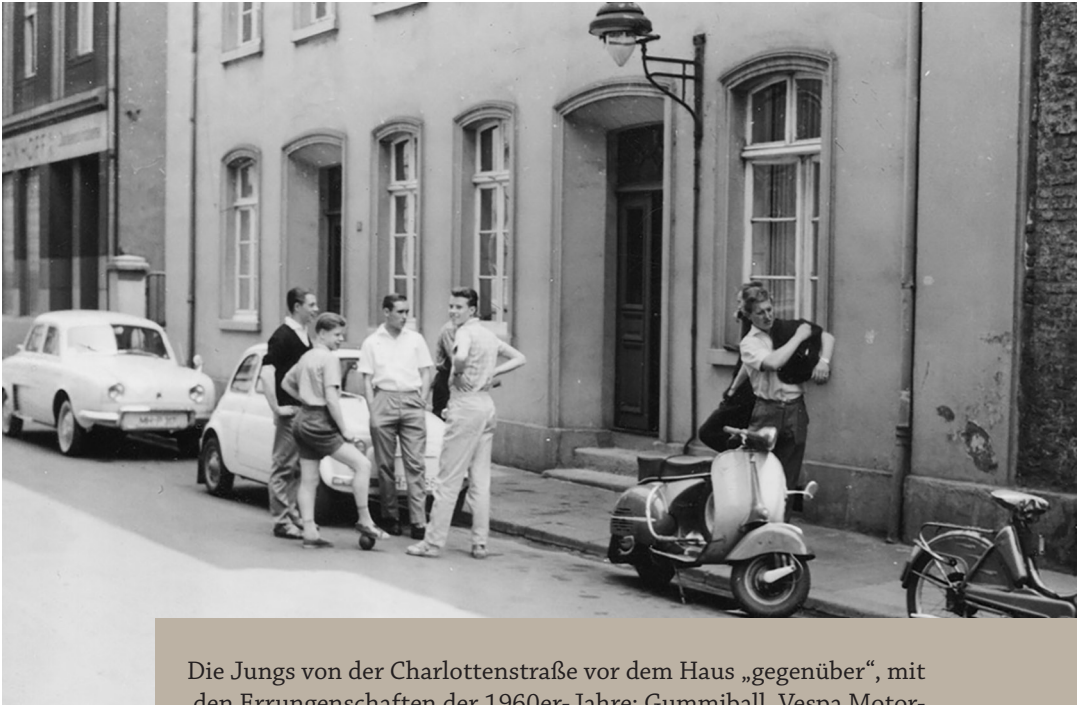 Die Jungs von der Charlottenstraße vor dem Haus „gegenüber“, mit
den Errungenschaften der 1960er-Jahre: Gummiball, Vespa Motor-